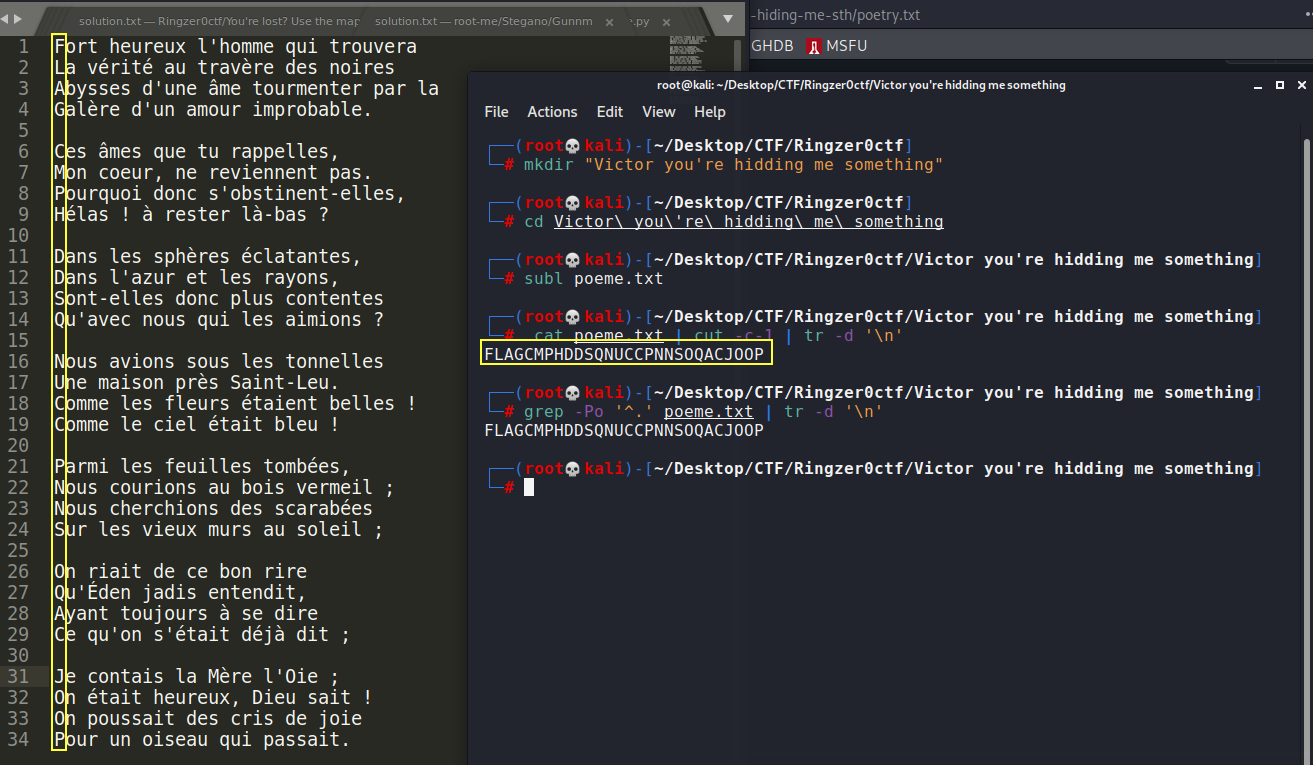 solution.txt — Ringzer0ctf/You're lost? Use the map
solution.txt — root-me/Stegano/Gunnm
.py
-hiding-me-sth/poetry.txt
GHDB
MSFU
1 Fort heureux l'homme qui trouvera
2 La vérité au travère des noires
3 Abysses d'une âme tourmenter par la
4 Galère d'un amour improbable.
5
6 Ces âmes que tu rappelles,
7 Mon coeur, ne reviennent pas.
8 Pourquoi donc s'obstinent-elles,
9 Hélas ! à rester là-bas ?
10
11 Dans les sphères éclatantes,
12 Dans l'azur et les rayons,
13 Sont-elles donc plus contentes
14 Qu'avec nous qui les aimions ?
15
16 Nous avions sous les tonnelles
17 Une maison près Saint-Leu.
18 Comme les fleurs étaient belles !
19 Comme le ciel était bleu !
20
21 Parmi les feuilles tombées,
22 Nous courions au bois vermeil ;
23 Nous cherchions des scarabées
24 Sur les vieux murs au soleil ;
25
26 On riait de ce bon rire
27 Qu'Éden jadis entendit,
28 Ayant toujours à se dire
29 Ce qu'on s'était déjà dit ;
30
31 Je contais la Mère l'Oie ;
32 On était heureux, Dieu sait !
33 On poussait des cris de joie
34 Pour un oiseau qui passait.
root@kali: ~/Desktop/CTF/Ringzer0ctf/Victor you're hidding me something
File Actions Edit View Help
(root💀kali)-[~/Desktop/CTF/Ringzer0ctf]
# mkdir "Victor you're hidding me something"
(root💀kali)-[~/Desktop/CTF/Ringzer0ctf]
# cd Victor\ you\'re\ hidding\ me\ something
(root💀kali)-[~/Desktop/CTF/Ringzer0ctf/Victor you're hidding me something]
# subl poeme.txt
(root💀kali)-[~/Desktop/CTF/Ringzer0ctf/Victor you're hidding me something]
# cat poeme.txt | cut -c-1 | tr -d '\n'
FLAGCMPHDDSQNUCCPNNSOQACJOOP
(root💀kali)-[~/Desktop/CTF/Ringzer0ctf/Victor you're hidding me something]
# grep -Po '^.' poeme.txt | tr -d '\n'
FLAGCMPHDDSQNUCCPNNSOQACJOOP
(root💀kali)-[~/Desktop/CTF/Ringzer0ctf/Victor you're hidding me something]
#